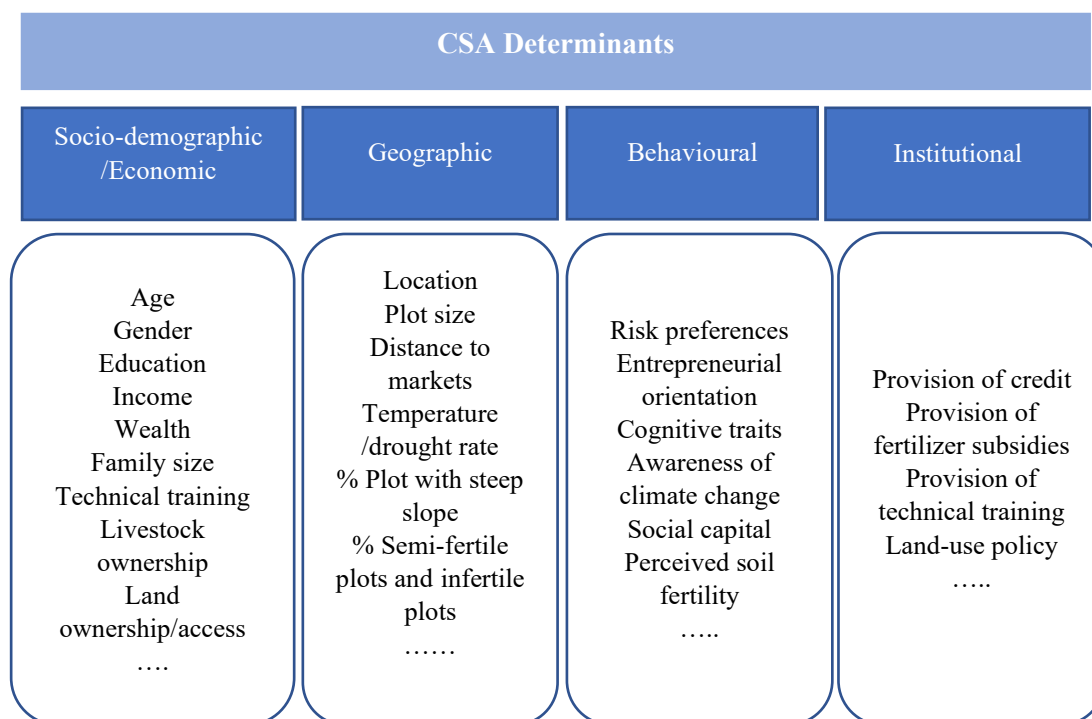 CSA Determinants
Socio-demographic
/Economic
Geographic
Behavioural
Institutional
Age
Gender
Education
Income
Wealth
Family size
Technical training
Livestock
ownership
Land
ownership/access
….
Location
Plot size
Distance to
markets
Temperature
/drought rate
% Plot with steep
slope
% Semi-fertile
plots and infertile
plots
……
Risk preferences
Entrepreneurial
orientation
Cognitive traits
Awareness of
climate change
Social capital
Perceived soil
fertility
…..
Provision of credit
Provision of
fertilizer subsidies
Provision of
technical training
Land-use policy
…..